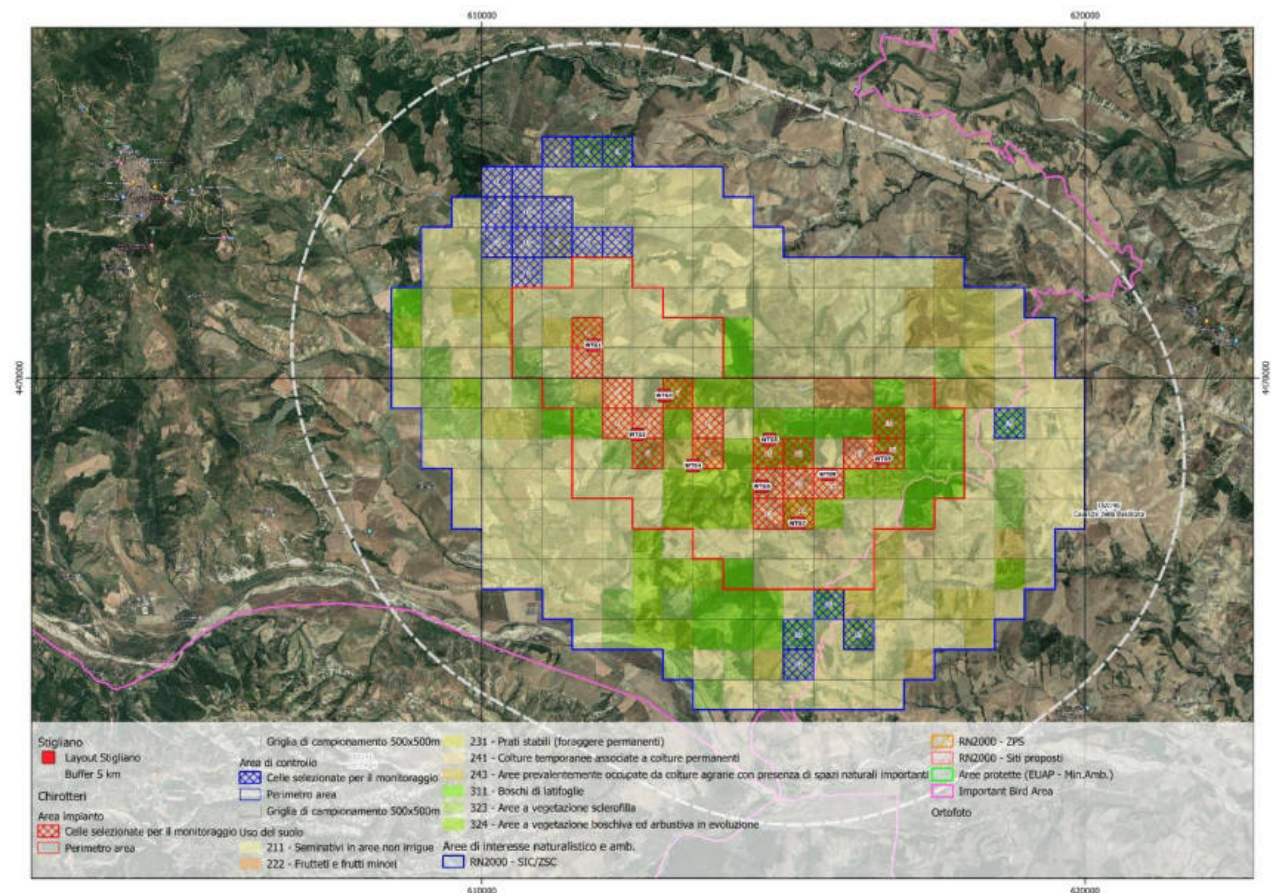 610000 620000
4470000 4470000
WTG1
WTG5
WTG6
WTG7
Stigliano
Layout Stigliano
Buffer 5 km
Chirotteri
Area impianto
Celle selezionate per il monitoraggio
Perimetro area
Griglia di campionamento 500x500m
Area di controllo
Celle selezionate per il monitoraggio
Perimetro area
Griglia di campionamento 500x500m
Uso del suolo
211 - Seminativi in aree non irrigue
222 - Frutteti e frutti minori
231 - Prati stabili (foraggere permanenti)
241 - Colture temporanee associate a colture permanenti
243 - Aree prevalentemente occupate da colture agrarie con presenza di spazi naturali importanti
311 - Boschi di latifoglie
323 - Aree a vegetazione sclerofilla
324 - Aree a vegetazione boschiva ed arbustiva in evoluzione
Aree di interesse naturalistico e amb.
RN2000 - SIC/ZSC
RN2000 - ZPS
RN2000 - Siti proposti
Aree protette (EUAP - Min.Amb.)
Important Bird Area
Ortofoto
610000 620000